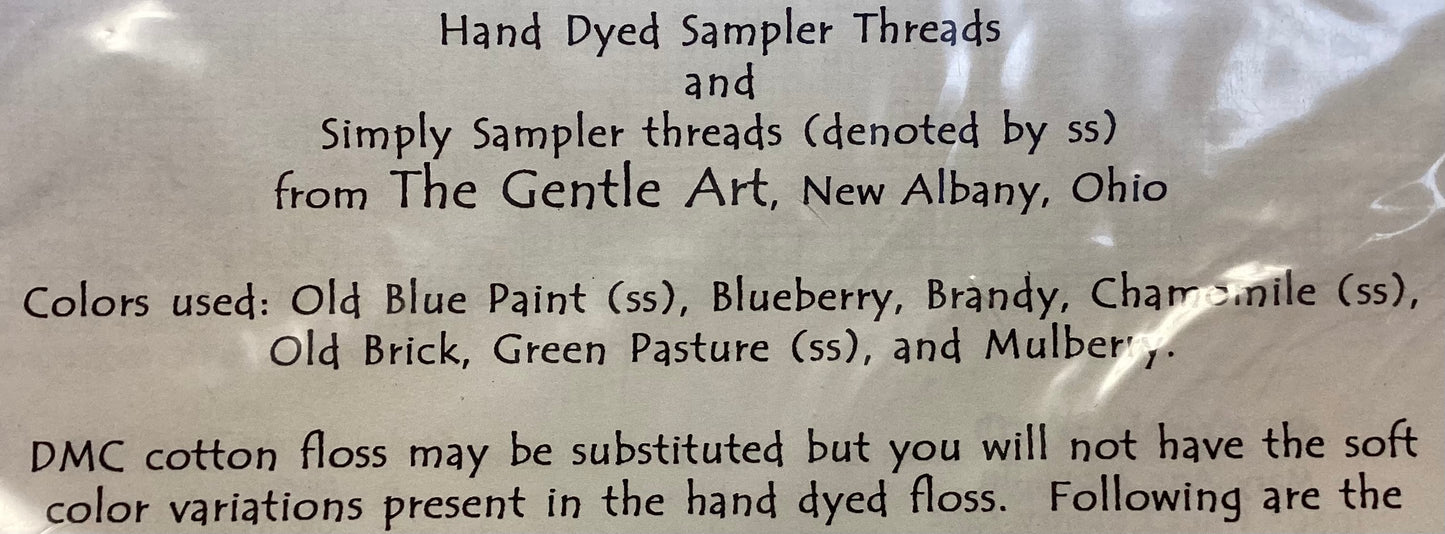 Hand Dyed Sampler Threads
and
Simply Sampler threads (denoted by ss)
from The Gentle Art, New Albany, Ohio
Colors used: Old Blue Paint (ss), Blueberry, Brandy, Chamomile (ss),
Old Brick, Green Pasture (ss), and Mulberry.
DMC cotton floss may be substituted but you will not have the soft
color variations present in the hand dyed floss. Following are the